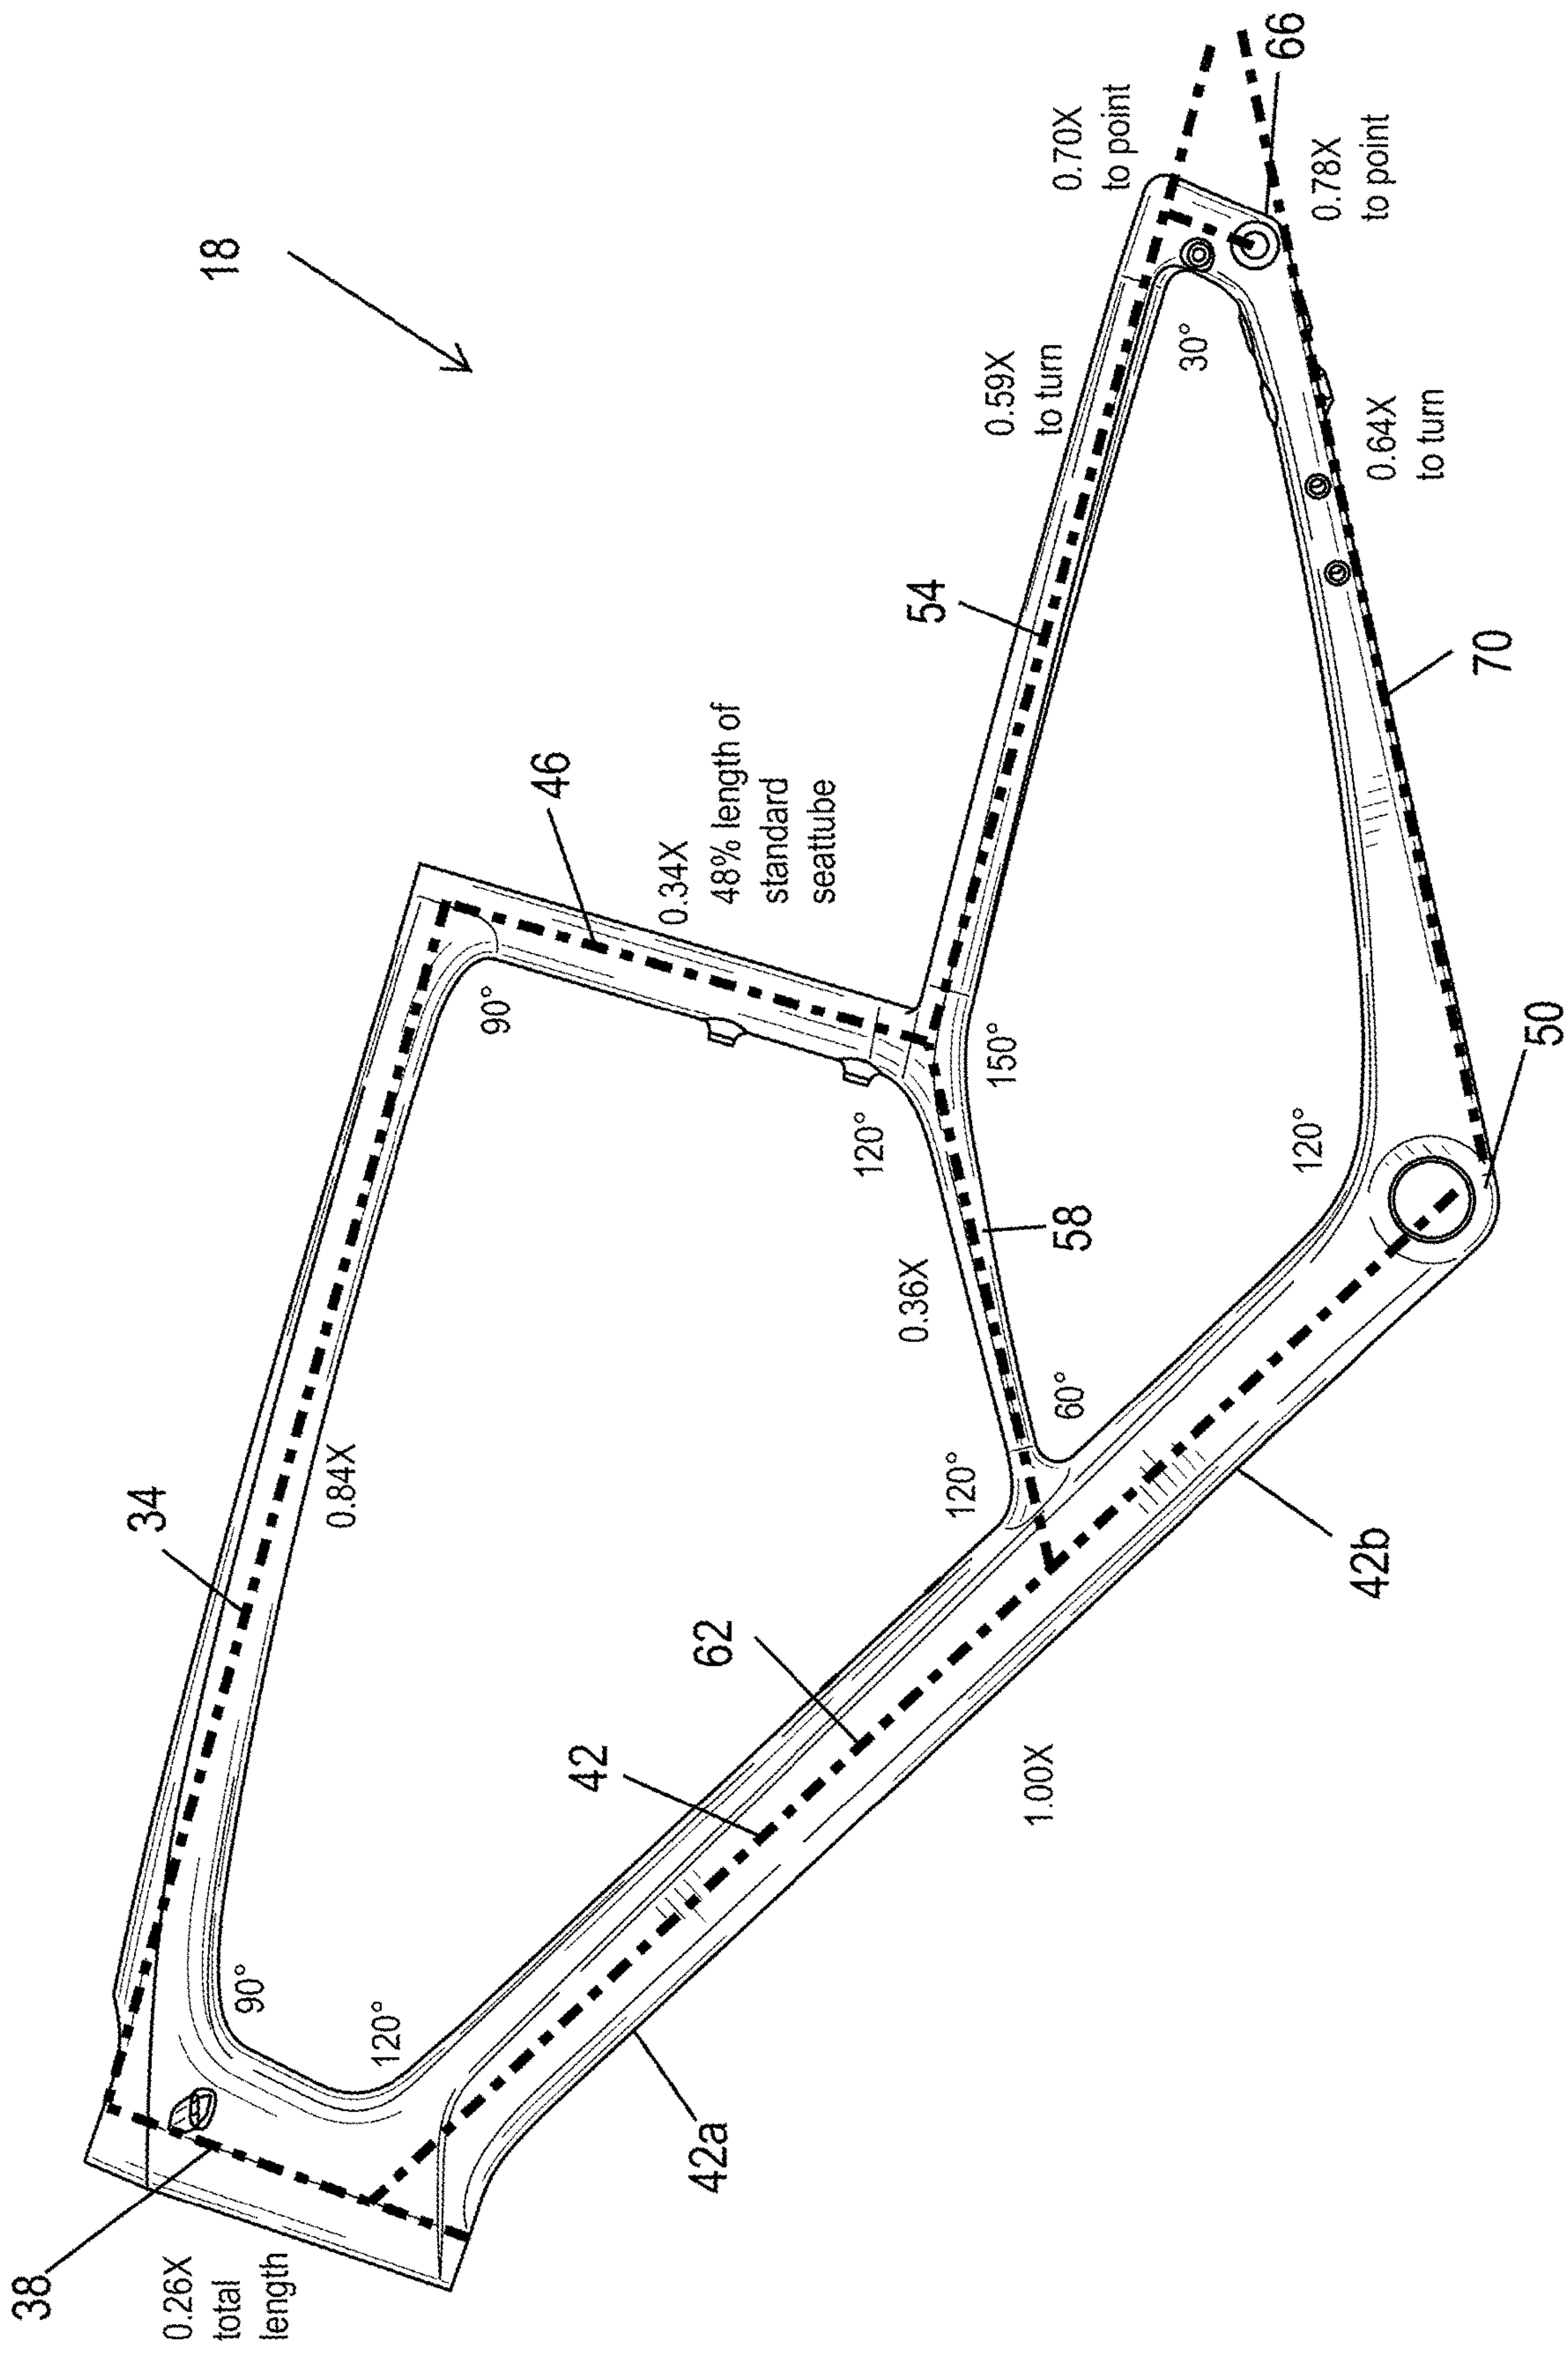 18
66
0.70X
to point
0.78X
to point
0.59X
to turn
30°
0.64X
to turn
54
70
46
0.34X
48% length of
standard
seattube
90°
150°
120°
120°
50
58
0.36X
60°
120°
34
0.84X
42b
62
42
1.00X
90°
120°
42a
38
0.26X
total
length